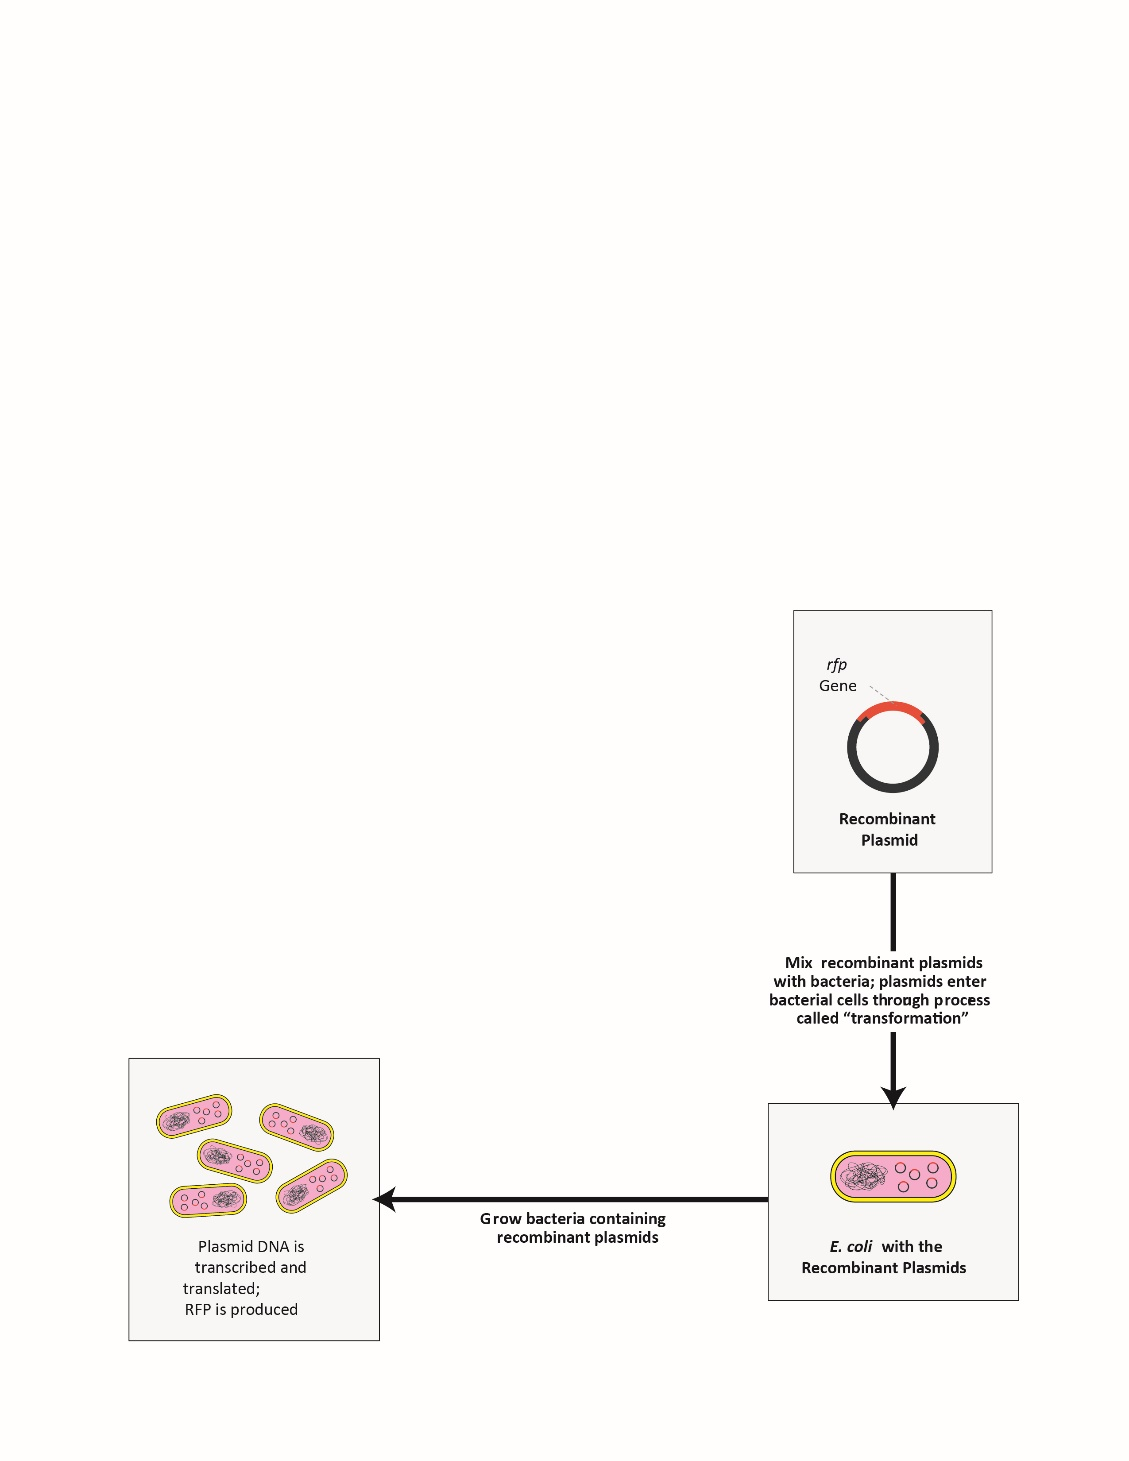 rfp
Gene
Recombinant
Plasmid
Mix recombinant plasmids
with bacteria; plasmids enter
bacterial cells through process
called “transformation”
E. coli with the
Recombinant Plasmids
Grow bacteria containing
recombinant plasmids
Plasmid DNA is
transcribed and
translated;
RFP is produced